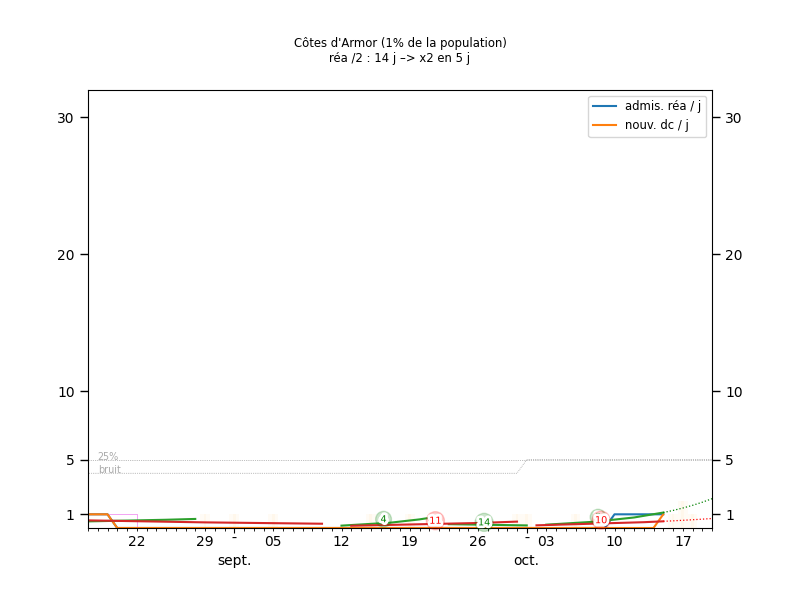 Côtes d'Armor (1% de la population)
réa /2 : 14 j –> x2 en 5 j
admis. réa / j
nouv. dc / j
30 30
20 20
10 10
5 5
1 1
25%
bruit
4 11 14 10
22 29 - 05 12 19 26 - 03 10 17
sept. oct.